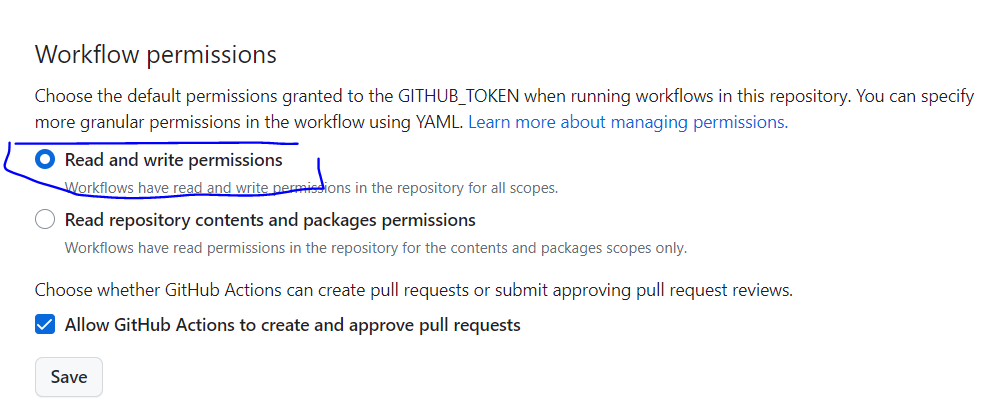 Workflow permissions
Choose the default permissions granted to the GITHUB_TOKEN when running workflows in this repository. You can specify
more granular permissions in the workflow using YAML. Learn more about managing permissions.
Read and write permissions
Workflows have read and write permissions in the repository for all scopes.
Read repository contents and packages permissions
Workflows have read permissions in the repository for the contents and packages scopes only.
Choose whether GitHub Actions can create pull requests or submit approving pull request reviews.
Allow GitHub Actions to create and approve pull requests
Save